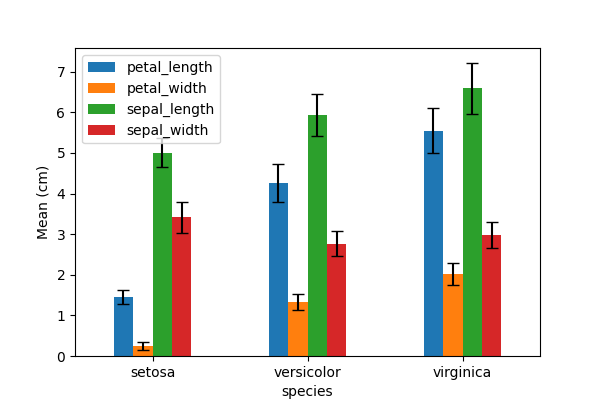 petal_length
petal_width
sepal_length
sepal_width
7
6
5
4
3
2
1
0
Mean (cm)
setosa
versicolor
virginica
species